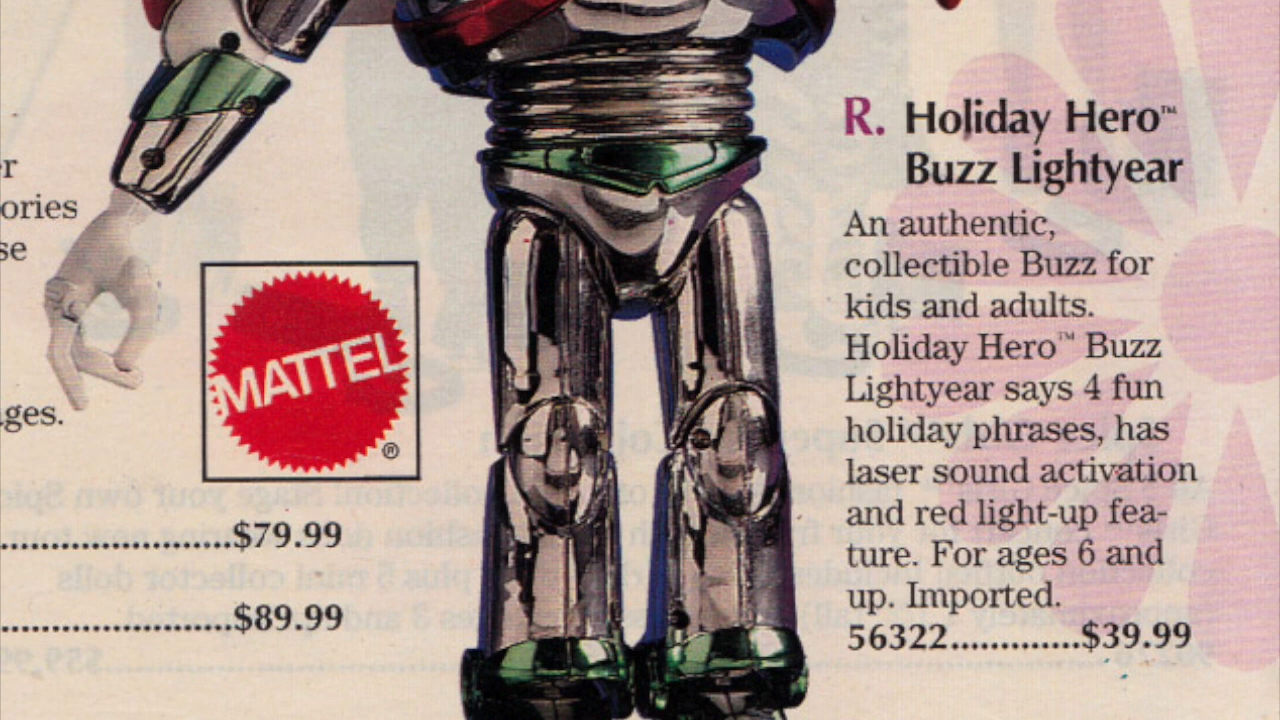 ories
se
ages.
MATTEL
®
$79.99
$89.99
R. Holiday Hero™
Buzz Lightyear
An authentic,
collectible Buzz for
kids and adults.
Holiday Hero™ Buzz
Lightyear says 4 fun
holiday phrases, has
laser sound activation
and red light-up fea-
ture. For ages 6 and
up. Imported.
56322..............$39.99